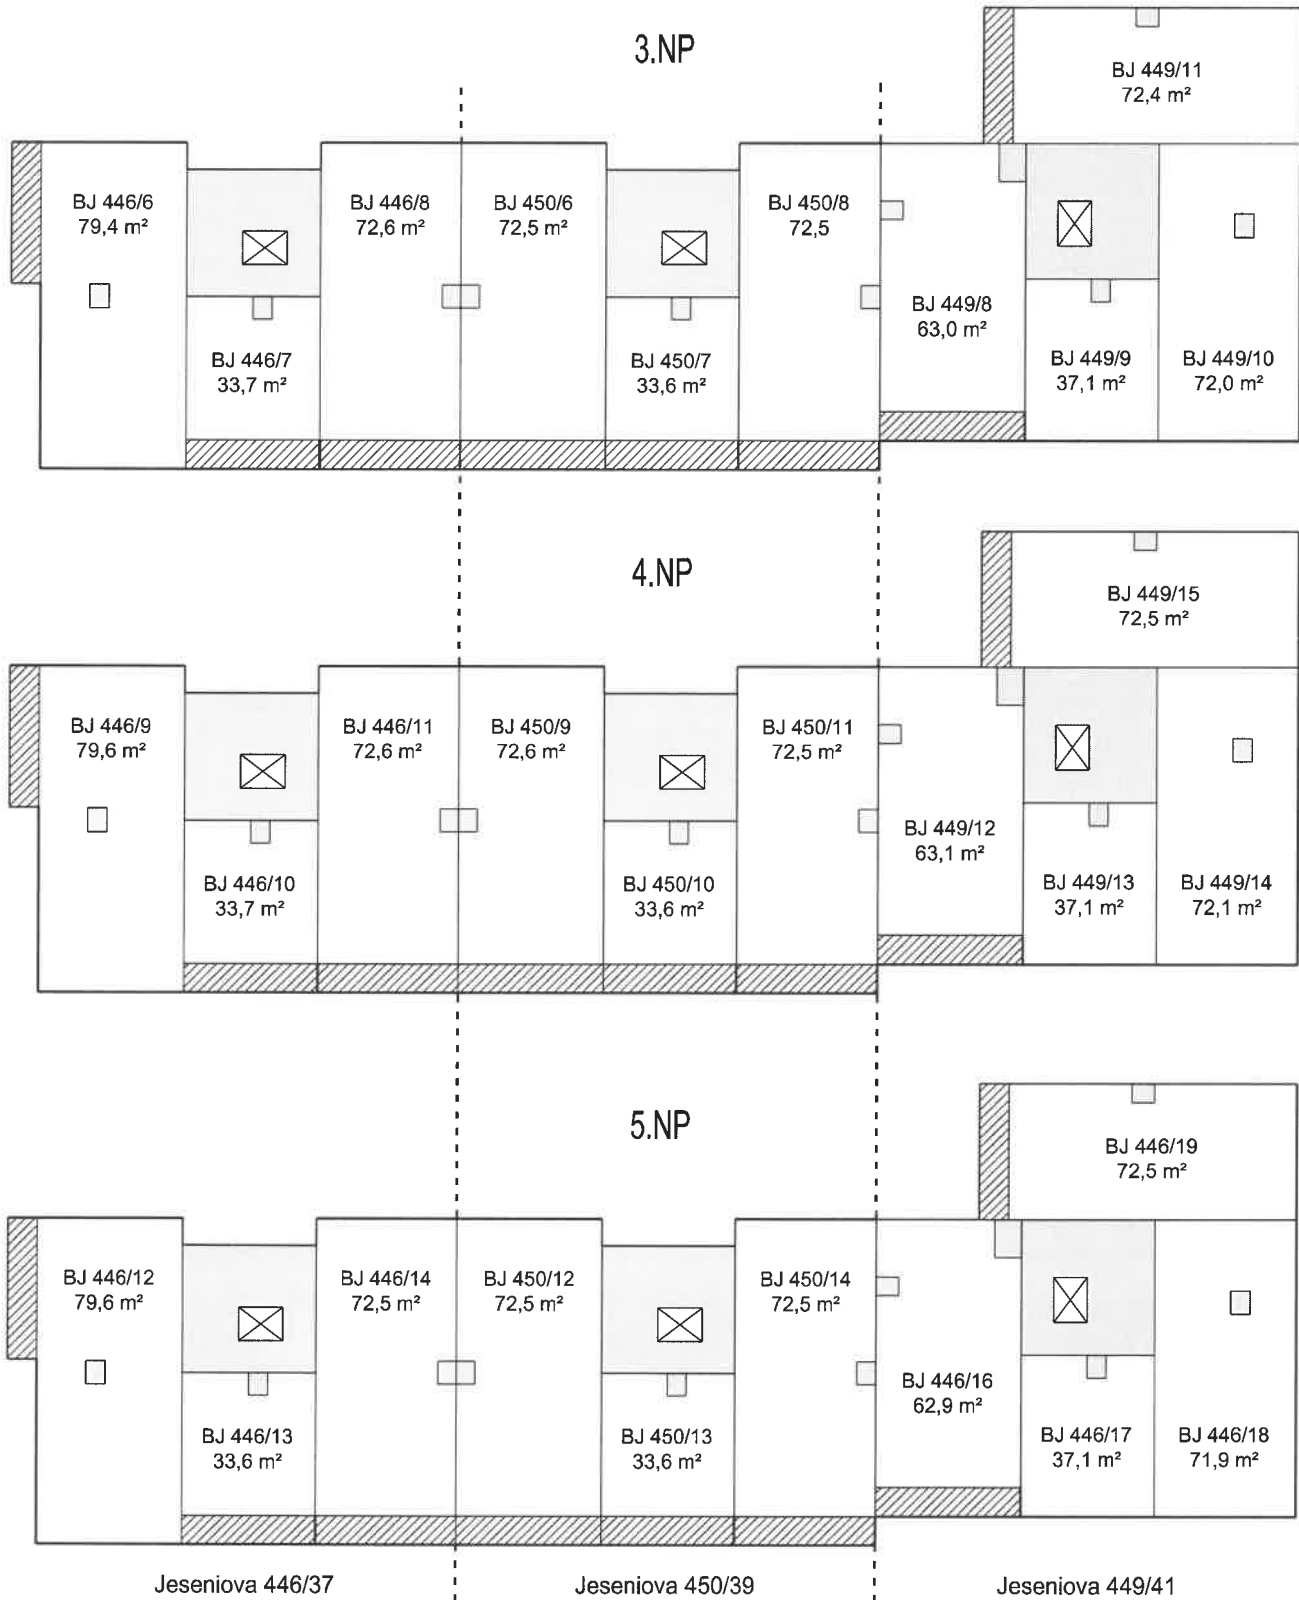 3.NP
BJ 449/11
72,4 m²
BJ 446/6
79,4 m²
BJ 446/8
72,6 m²
BJ 450/6
72,5 m²
BJ 450/8
72,5
BJ 449/8
63,0 m²
BJ 446/7
33,7 m²
BJ 450/7
33,6 m²
BJ 449/9
37,1 m²
BJ 449/10
72,0 m²
4.NP
BJ 449/15
72,5 m²
BJ 446/9
79,6 m²
BJ 446/11
72,6 m²
BJ 450/9
72,6 m²
BJ 450/11
72,5 m²
BJ 449/12
63,1 m²
BJ 446/10
33,7 m²
BJ 450/10
33,6 m²
BJ 449/13
37,1 m²
BJ 449/14
72,1 m²
5.NP
BJ 446/19
72,5 m²
BJ 446/12
79,6 m²
BJ 446/14
72,5 m²
BJ 450/12
72,5 m²
BJ 450/14
72,5 m²
BJ 446/16
62,9 m²
BJ 446/13
33,6 m²
BJ 450/13
33,6 m²
BJ 446/17
37,1 m²
BJ 446/18
71,9 m²
Jeseniova 446/37
Jeseniova 450/39
Jeseniova 449/41